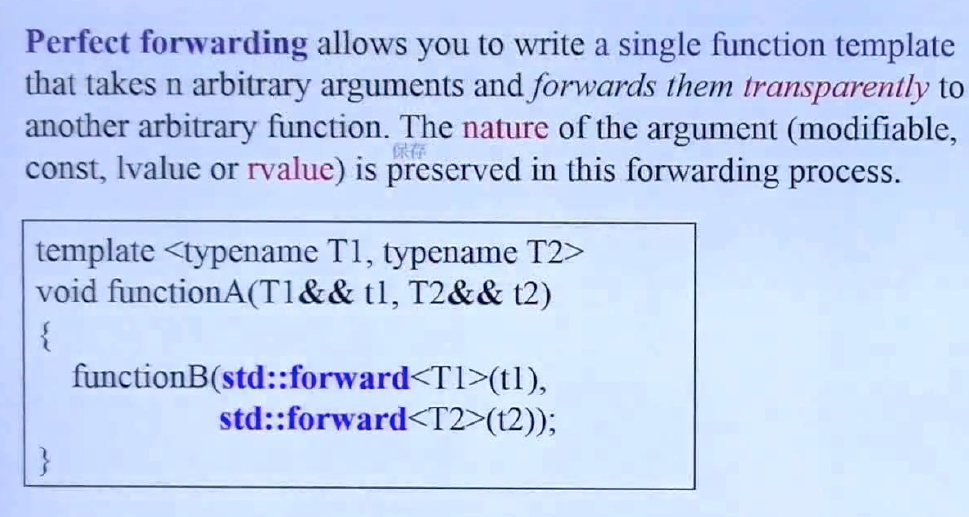 Perfect forwarding allows you to write a single function template
that takes n arbitrary arguments and forwards them transparently to
another arbitrary function. The nature of the argument (modifiable,
保存
const, lvalue or rvalue) is preserved in this forwarding process.
template <typename T1, typename T2>
void functionA(T1&& t1, T2&& t2)
{
functionB(std::forward<T1>(t1),
std::forward<T2>(t2));
}